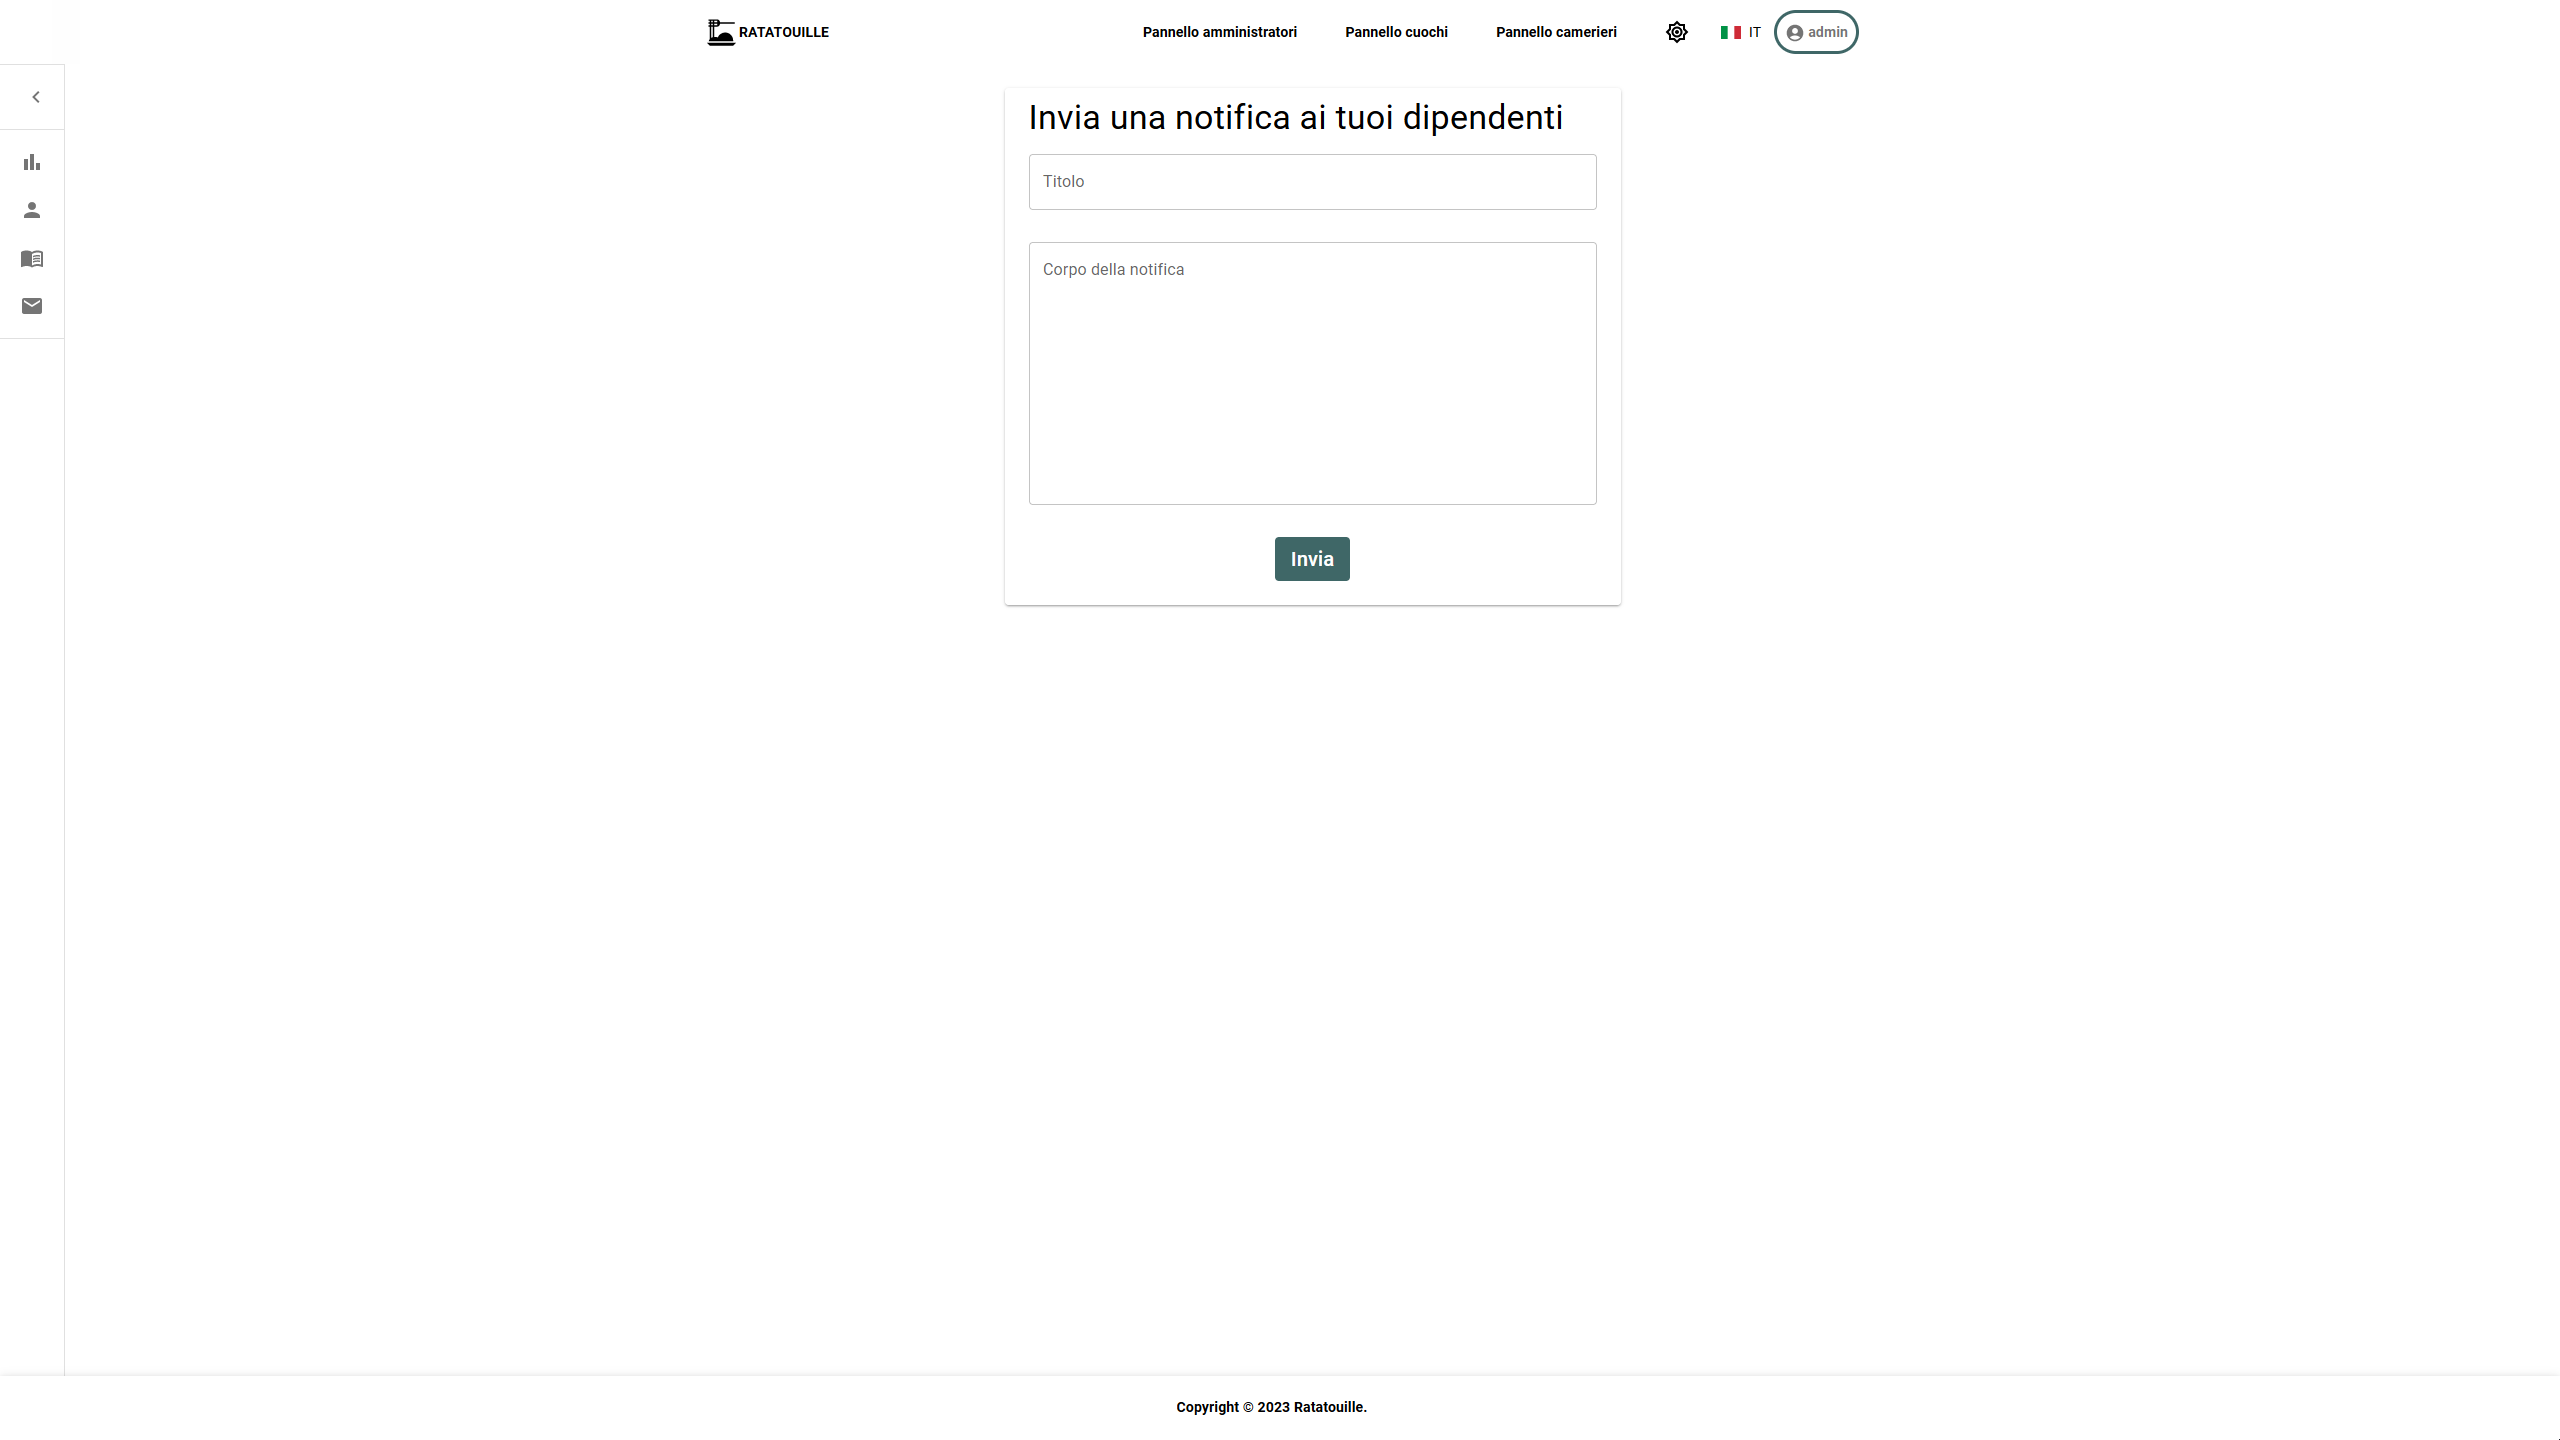 RATATOUILLE
Pannello amministratori
Pannello cuochi
Pannello camerieri
IT
admin
Invia una notifica ai tuoi dipendenti
Titolo
Corpo della notifica
Invia
Copyright © 2023 Ratatouille.